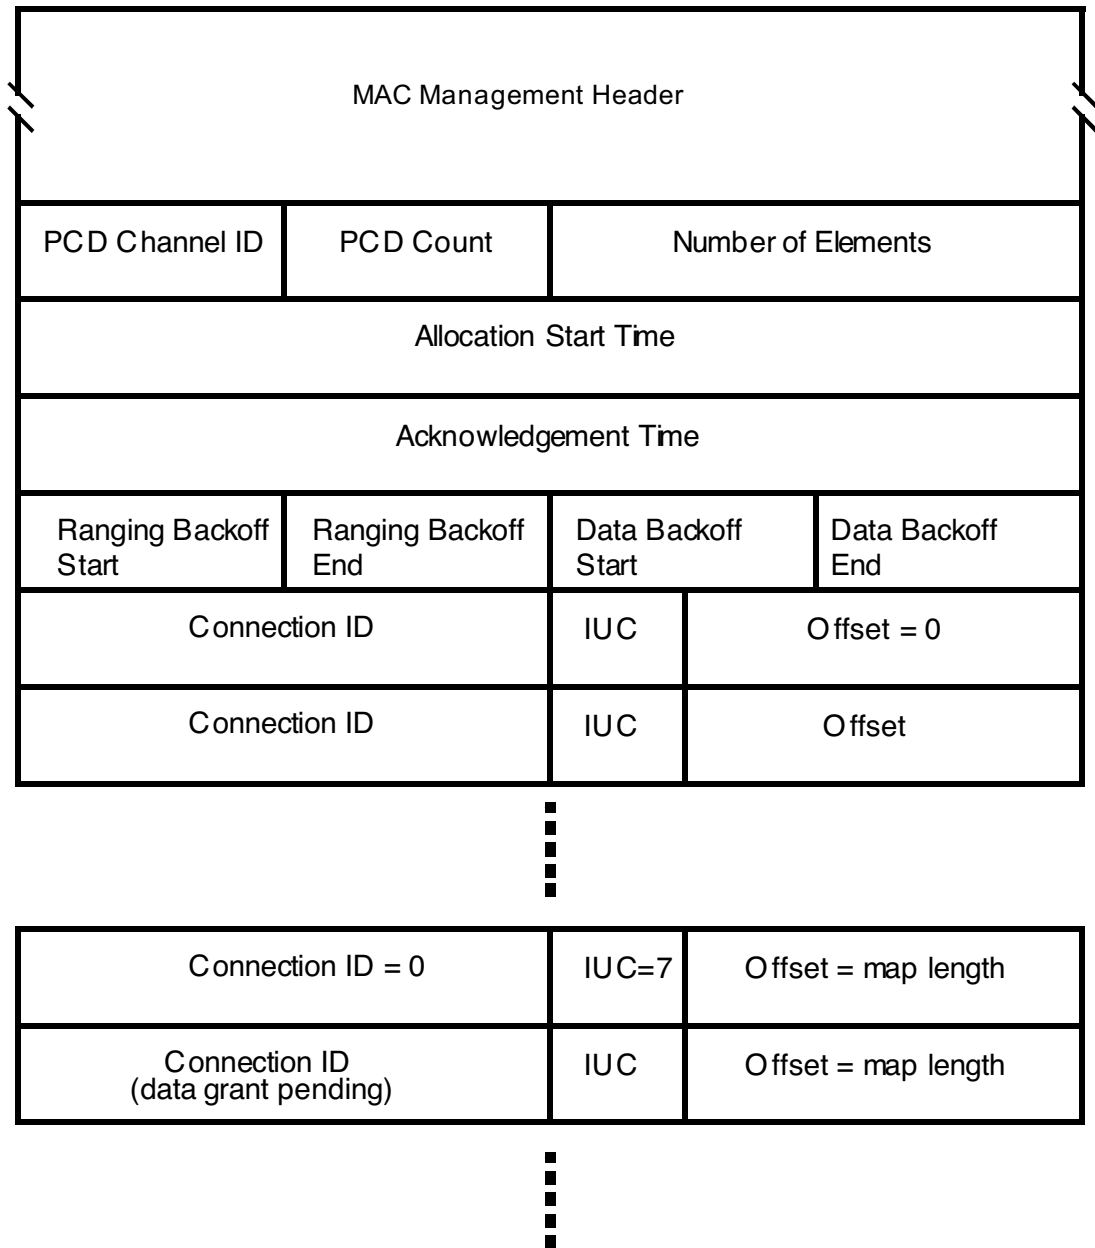 MAC Management Header
PCD Channel ID PCD Count Number of Elements
Allocation Start Time
Acknowledgement Time
Ranging Backoff Start Ranging Backoff End Data Backoff Start Data Backoff End
Connection ID IUC Offset = 0
Connection ID IUC Offset
Connection ID = 0 IUC=7 Offset = map length
Connection ID (data grant pending) IUC Offset = map length